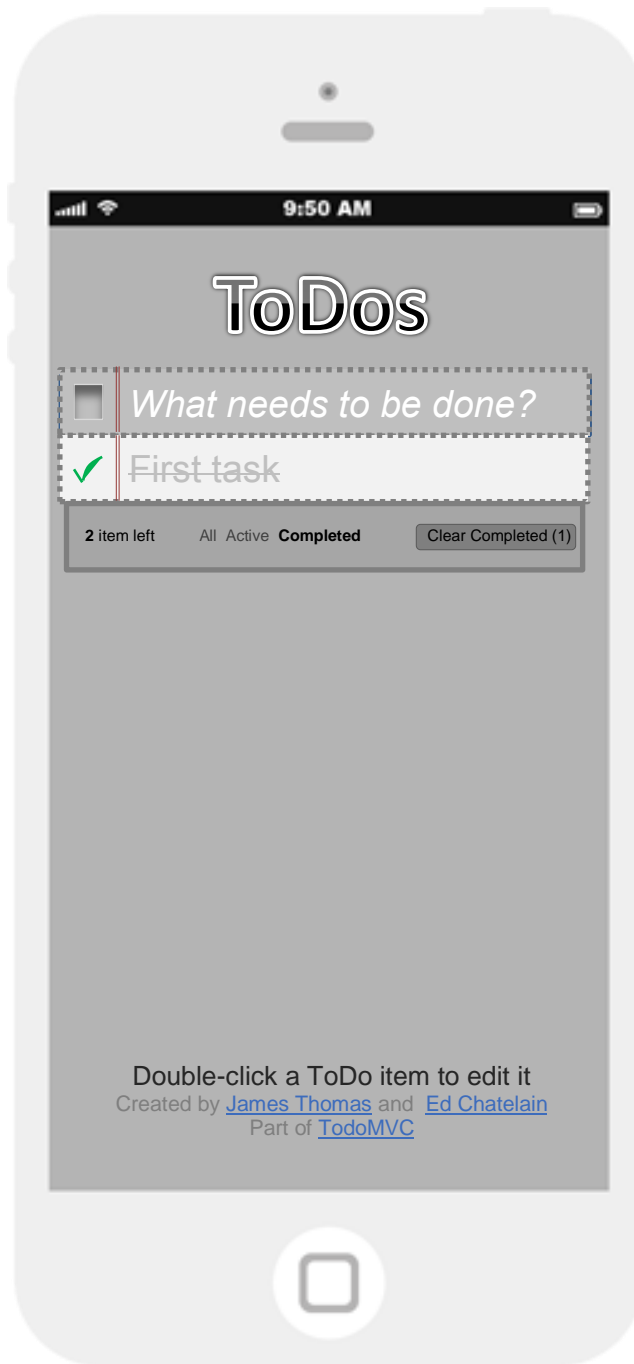 9:50 AM
ToDos
What needs to be done?
First task
2 item left All Active Completed Clear Completed (1)
Double-click a ToDo item to edit it
Created by James Thomas and Ed Chatelain
Part of TodoMVC